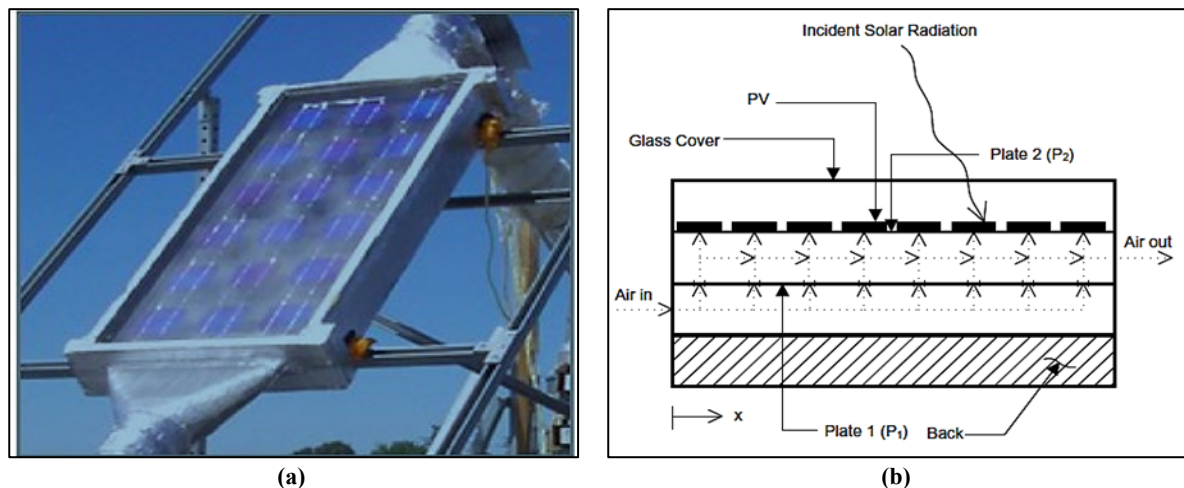 Incident Solar Radiation
PV
Glass Cover
Plate 2 (P₂)
Air out
Air in
x
Plate 1 (P₁)
Back
(a)
(b)